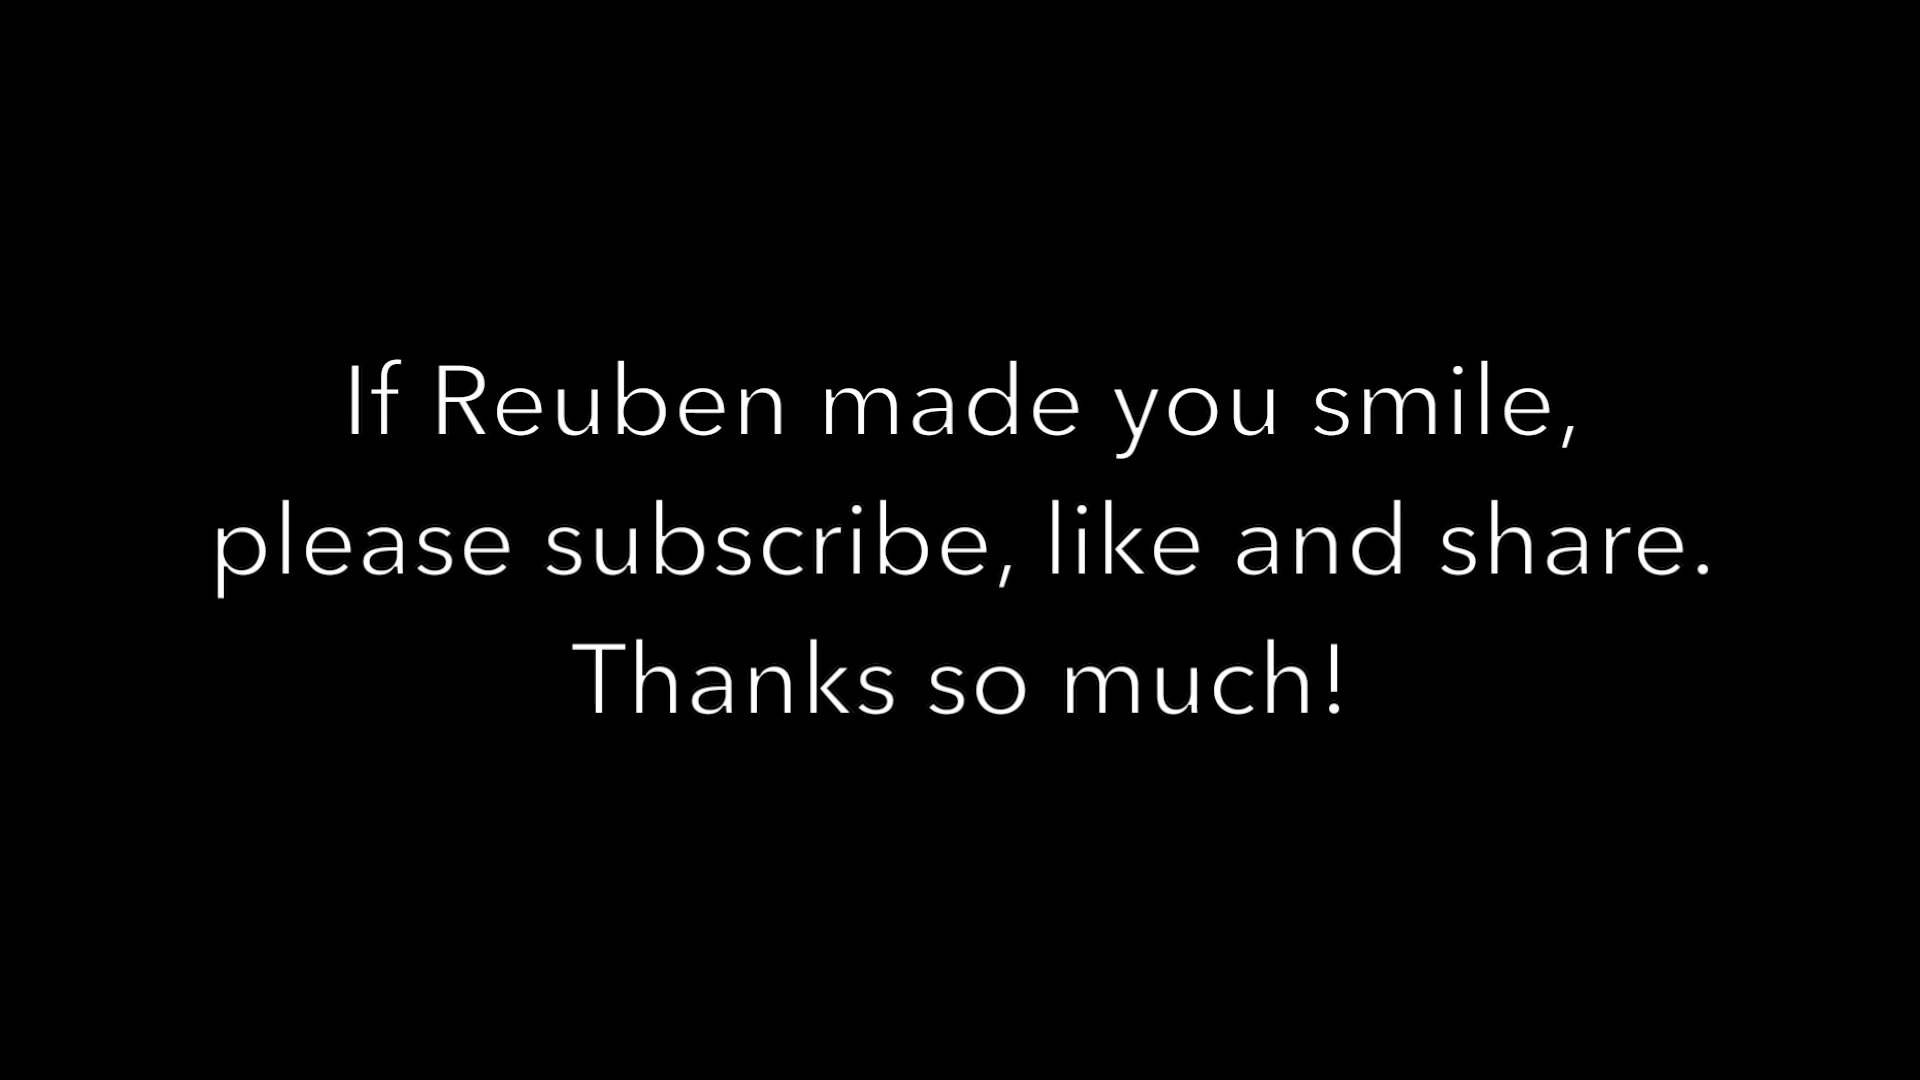 If Reuben made you smile,
please subscribe, like and share.
Thanks so much!